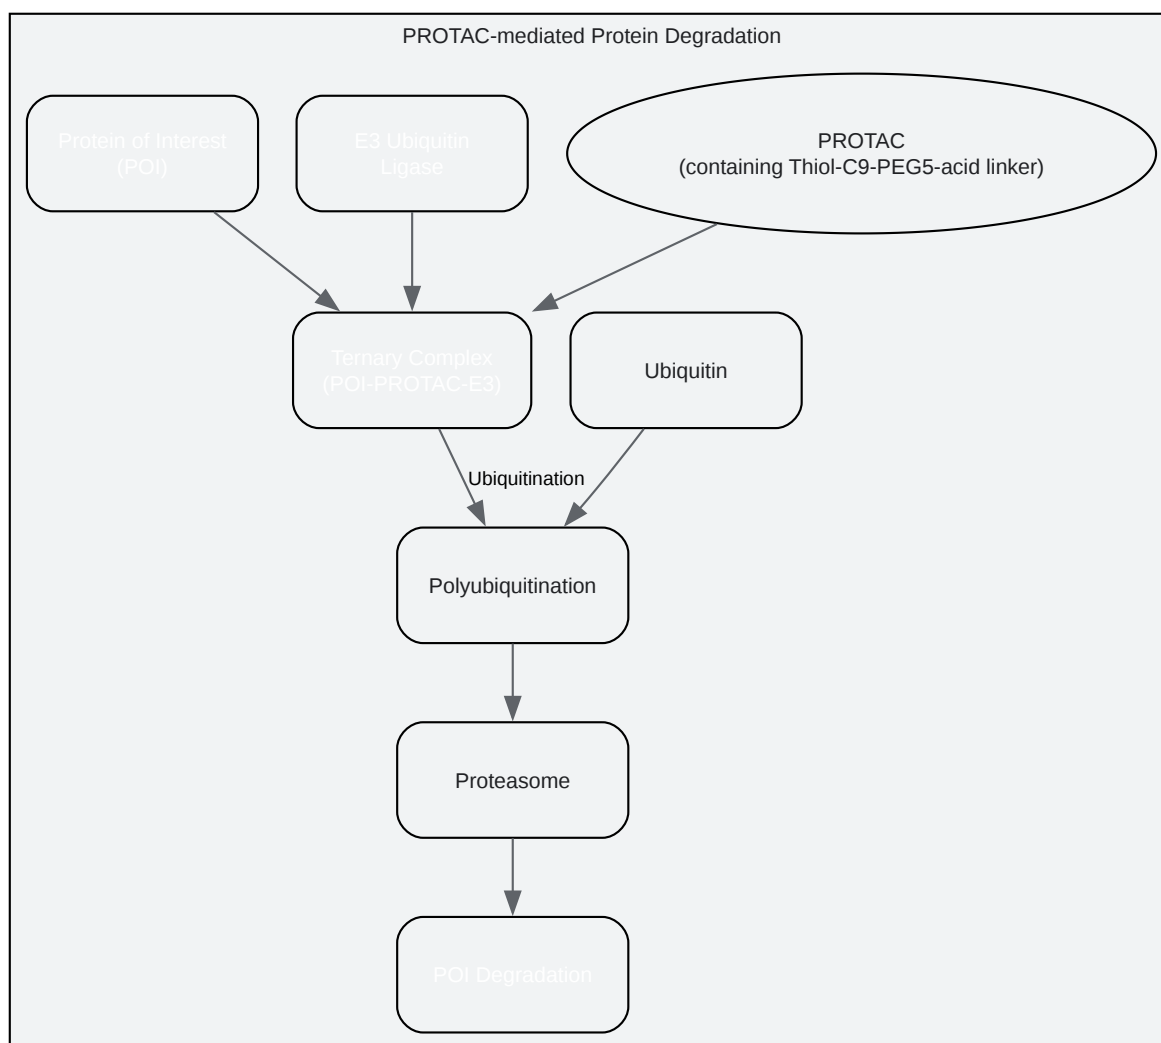 PROTAC-mediated Protein Degradation
Protein of Interest
(POI)
E3 Ubiquitin
Ligase
PROTAC
(containing Thiol-C9-PEG5-acid linker)
Ternary Complex
(POI-PROTAC-E3)
Ubiquitin
Ubiquitination
Polyubiquitination
Proteasome
POI Degradation